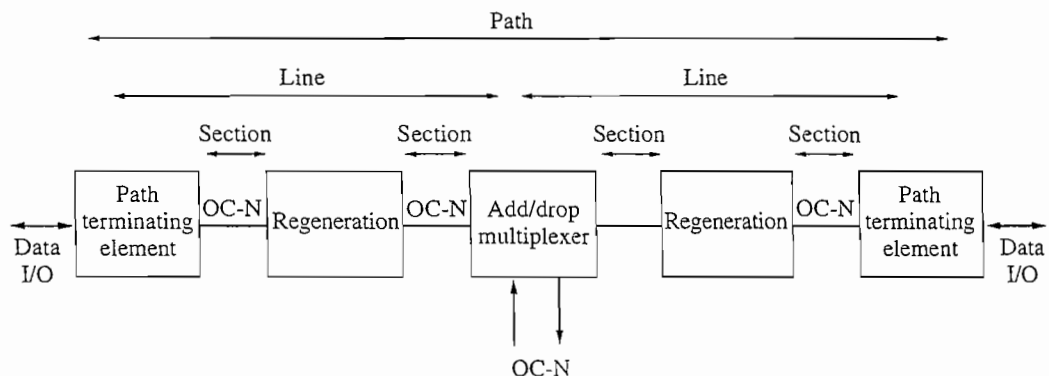 Path
Line Line
Section Section Section Section
Path
terminating
element
OC-N
Regeneration
OC-N
Add/drop
multiplexer
Regeneration
OC-N
Path
terminating
element
Data
I/O
Data
I/O
OC-N